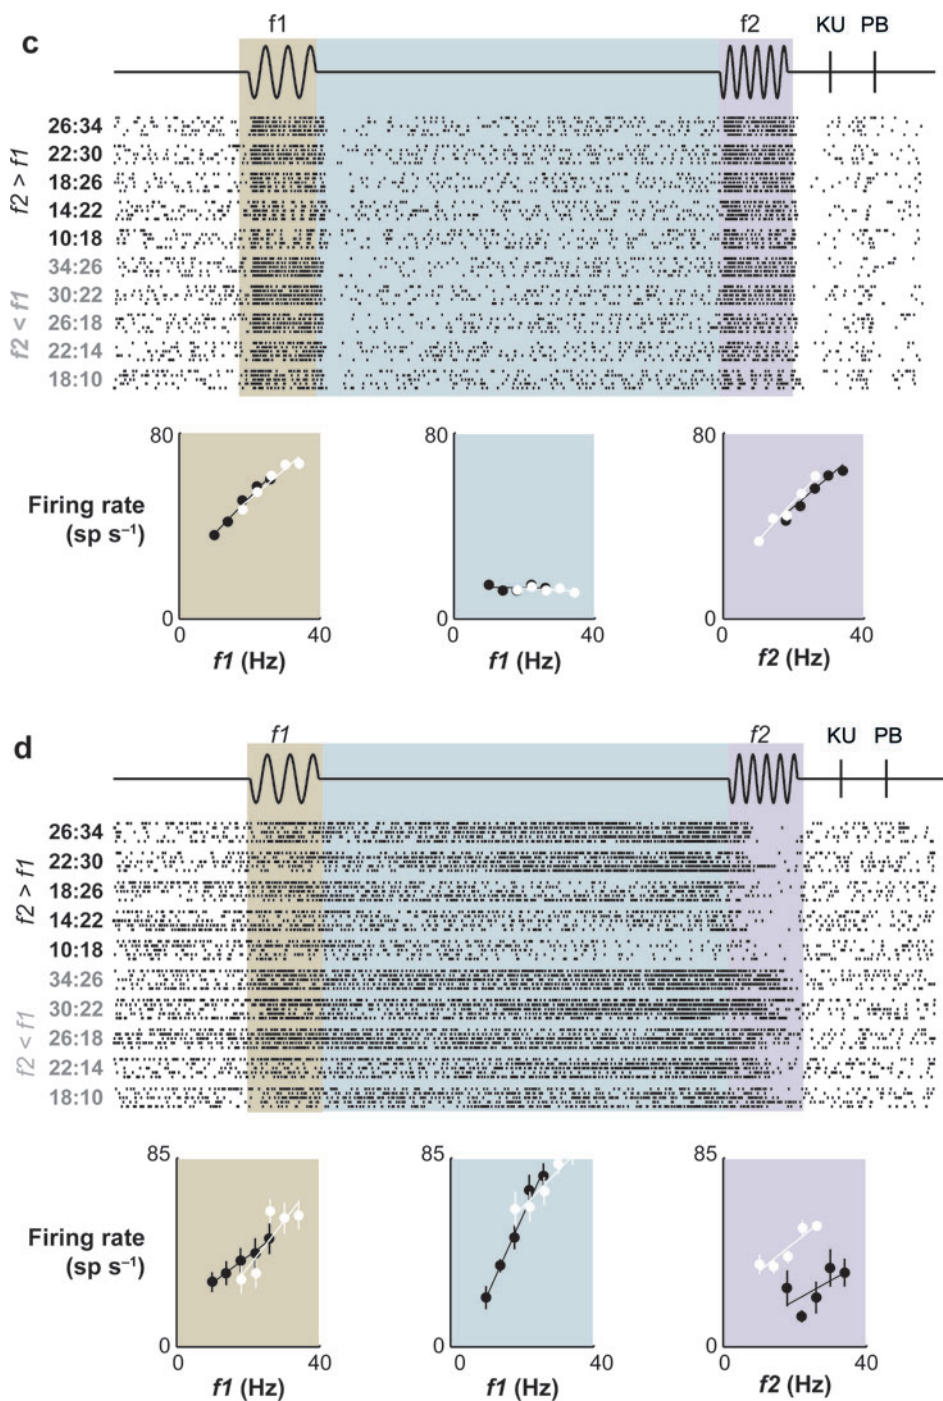 c
f1 f2 KU PB
f2 > f1
26:34
22:30
18:26
14:22
10:18
f2 < f1
34:26
30:22
26:18
22:14
18:10
Firing rate
(sp s⁻¹)
80
0
0 40
f1 (Hz)
80
0
0 40
f1 (Hz)
80
0
0 40
f2 (Hz)
d
f1 f2 KU PB
f2 > f1
26:34
22:30
18:26
14:22
10:18
f2 < f1
34:26
30:22
26:18
22:14
18:10
Firing rate
(sp s⁻¹)
85
0
0 40
f1 (Hz)
85
0
0 40
f1 (Hz)
85
0
0 40
f2 (Hz)